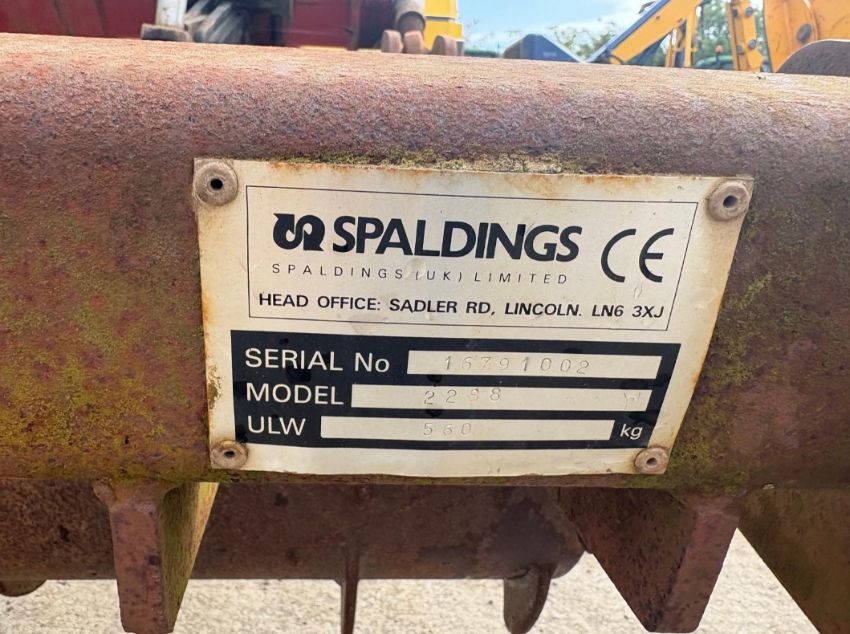 SPALDINGS CE
SPALDINGS (UK) LIMITED
HEAD OFFICE: SADLER RD, LINCOLN. LN6 3XJ
SERIAL No 16791002
MODEL 2298 W
ULW 560 kg